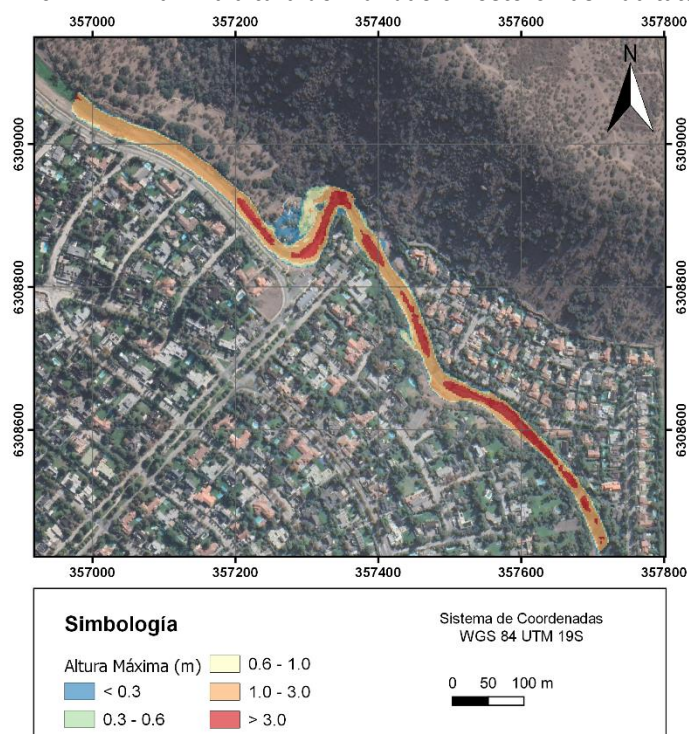 357000 357200 357400 357600 357800
N
6309000 6309000
6308800 6308800
6308600 6308600
357000 357200 357400 357600 357800
Simbología
Altura Máxima (m)
< 0.3
0.3 - 0.6
0.6 - 1.0
1.0 - 3.0
> 3.0
Sistema de Coordenadas
WGS 84 UTM 19S
0 50 100 m